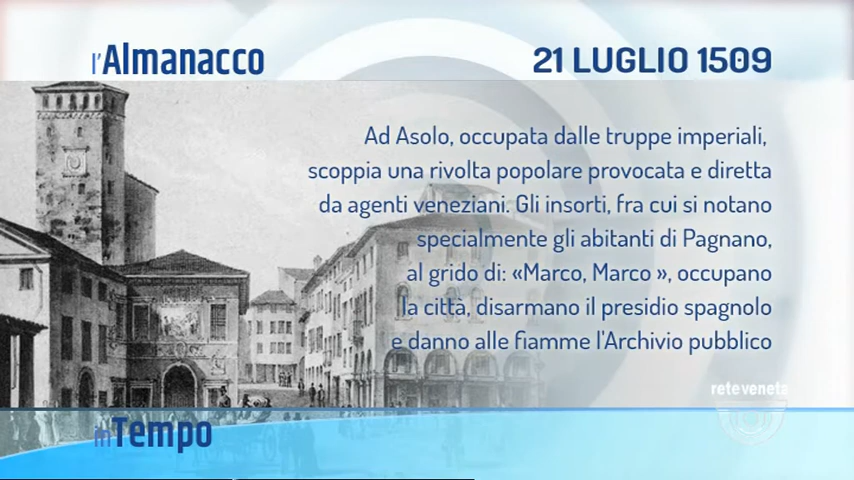 l'Almanacco
21 LUGLIO 1509
Ad Asolo, occupata dalle truppe imperiali,
scoppia una rivolta popolare provocata e diretta
da agenti veneziani. Gli insorti, fra cui si notano
specialmente gli abitanti di Pagnano,
al grido di: «Marco, Marco », occupano
la città, disarmano il presidio spagnolo
e danno alle fiamme l'Archivio pubblico
reteveneta
inTempo